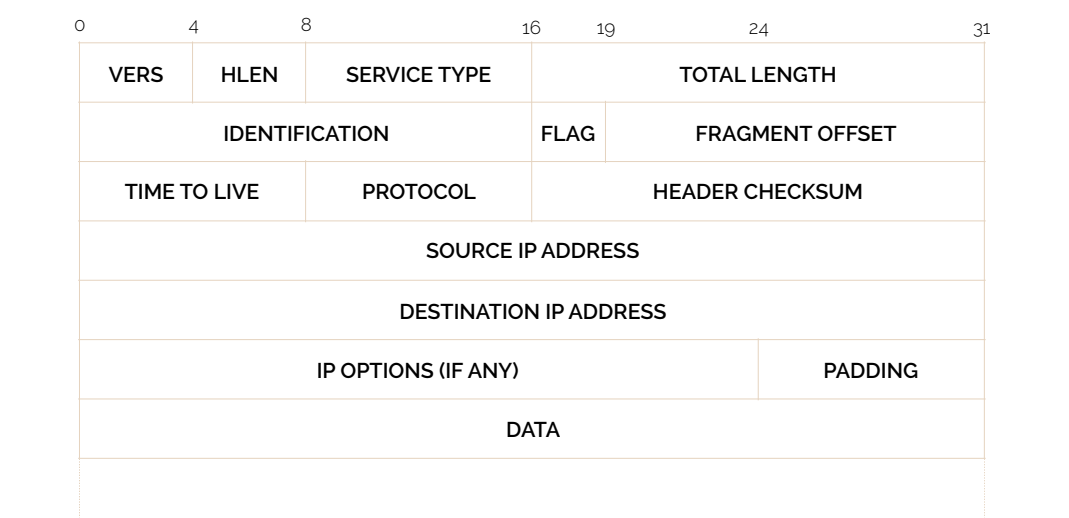 0 4 8 16 19 24 31
VERS HLEN SERVICE TYPE TOTAL LENGTH
IDENTIFICATION FLAG FRAGMENT OFFSET
TIME TO LIVE PROTOCOL HEADER CHECKSUM
SOURCE IP ADDRESS
DESTINATION IP ADDRESS
IP OPTIONS (IF ANY) PADDING
DATA